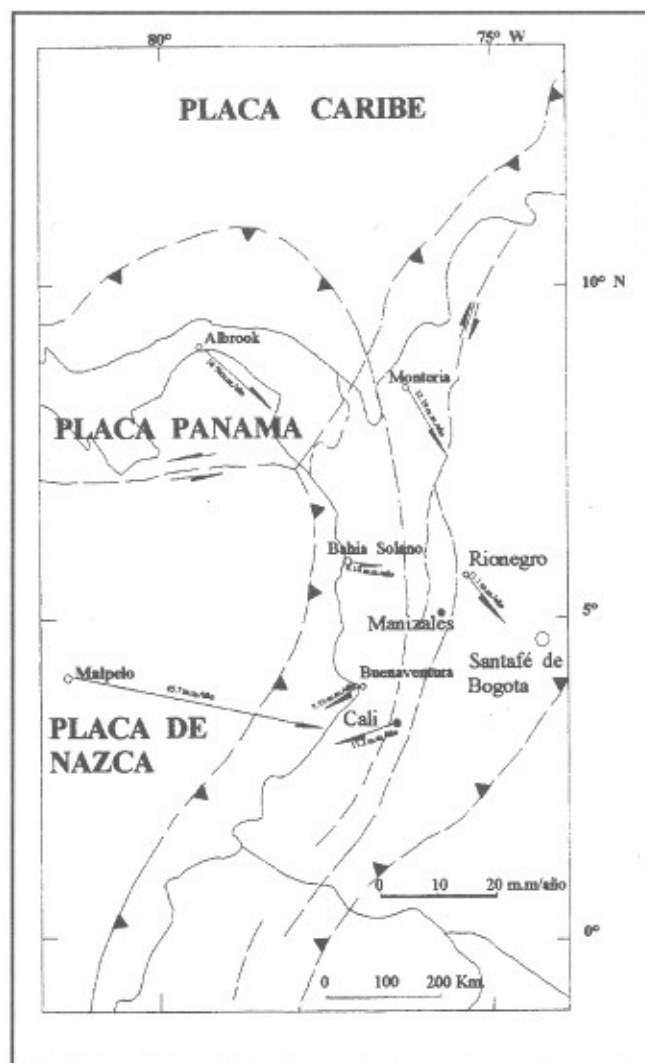 80°
75° W
PLACA CARIBE
10° N
Albrook
Monteria
PLACA PANAMA
Bahia Solano
Rionegro
Manizales
5°
Santafé de
Bogota
Malpelo
Buenaventura
PLACA DE
NAZCA
Cali
0 10 20 m.m/año
0°
0 100 200 Km.